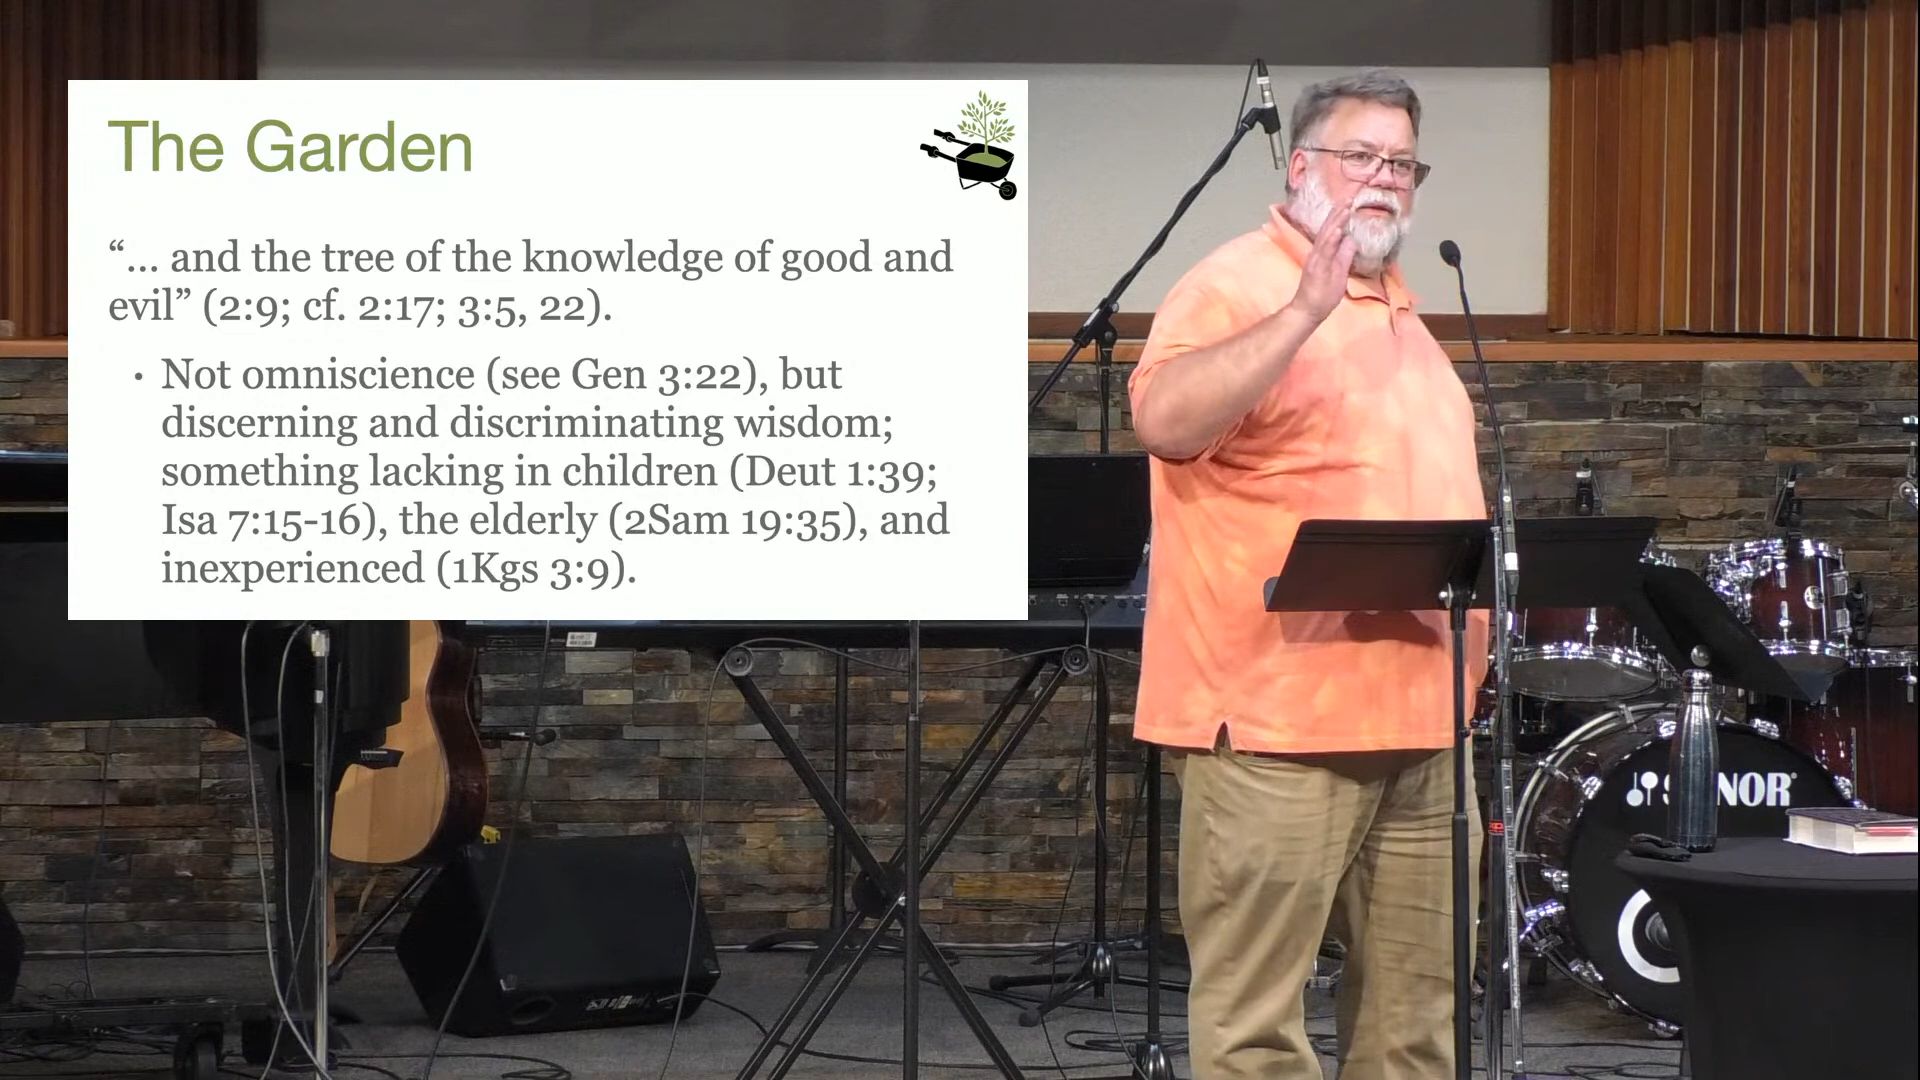 The Garden
“... and the tree of the knowledge of good and
evil” (2:9; cf. 2:17; 3:5, 22).
• Not omniscience (see Gen 3:22), but
discerning and discriminating wisdom;
something lacking in children (Deut 1:39;
Isa 7:15-16), the elderly (2Sam 19:35), and
inexperienced (1Kgs 3:9).